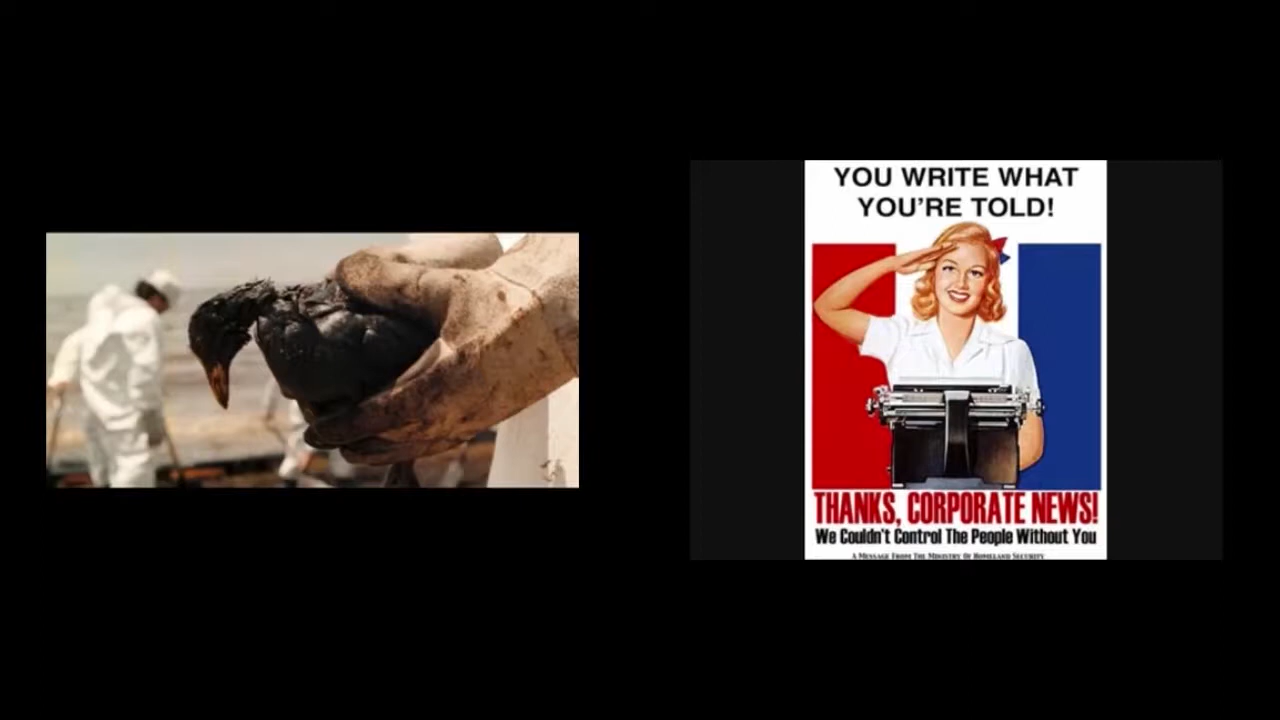 YOU WRITE WHAT
YOU'RE TOLD!
THANKS, CORPORATE NEWS!
We Couldn't Control The People Without You
A MESSAGE FROM THE MINISTRY OF HOMELAND SECURITY